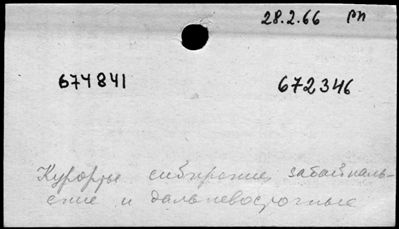 28.2.66 рп
674841 672346
Курорты сибирские, забайкаль-
ские и дальневосточные